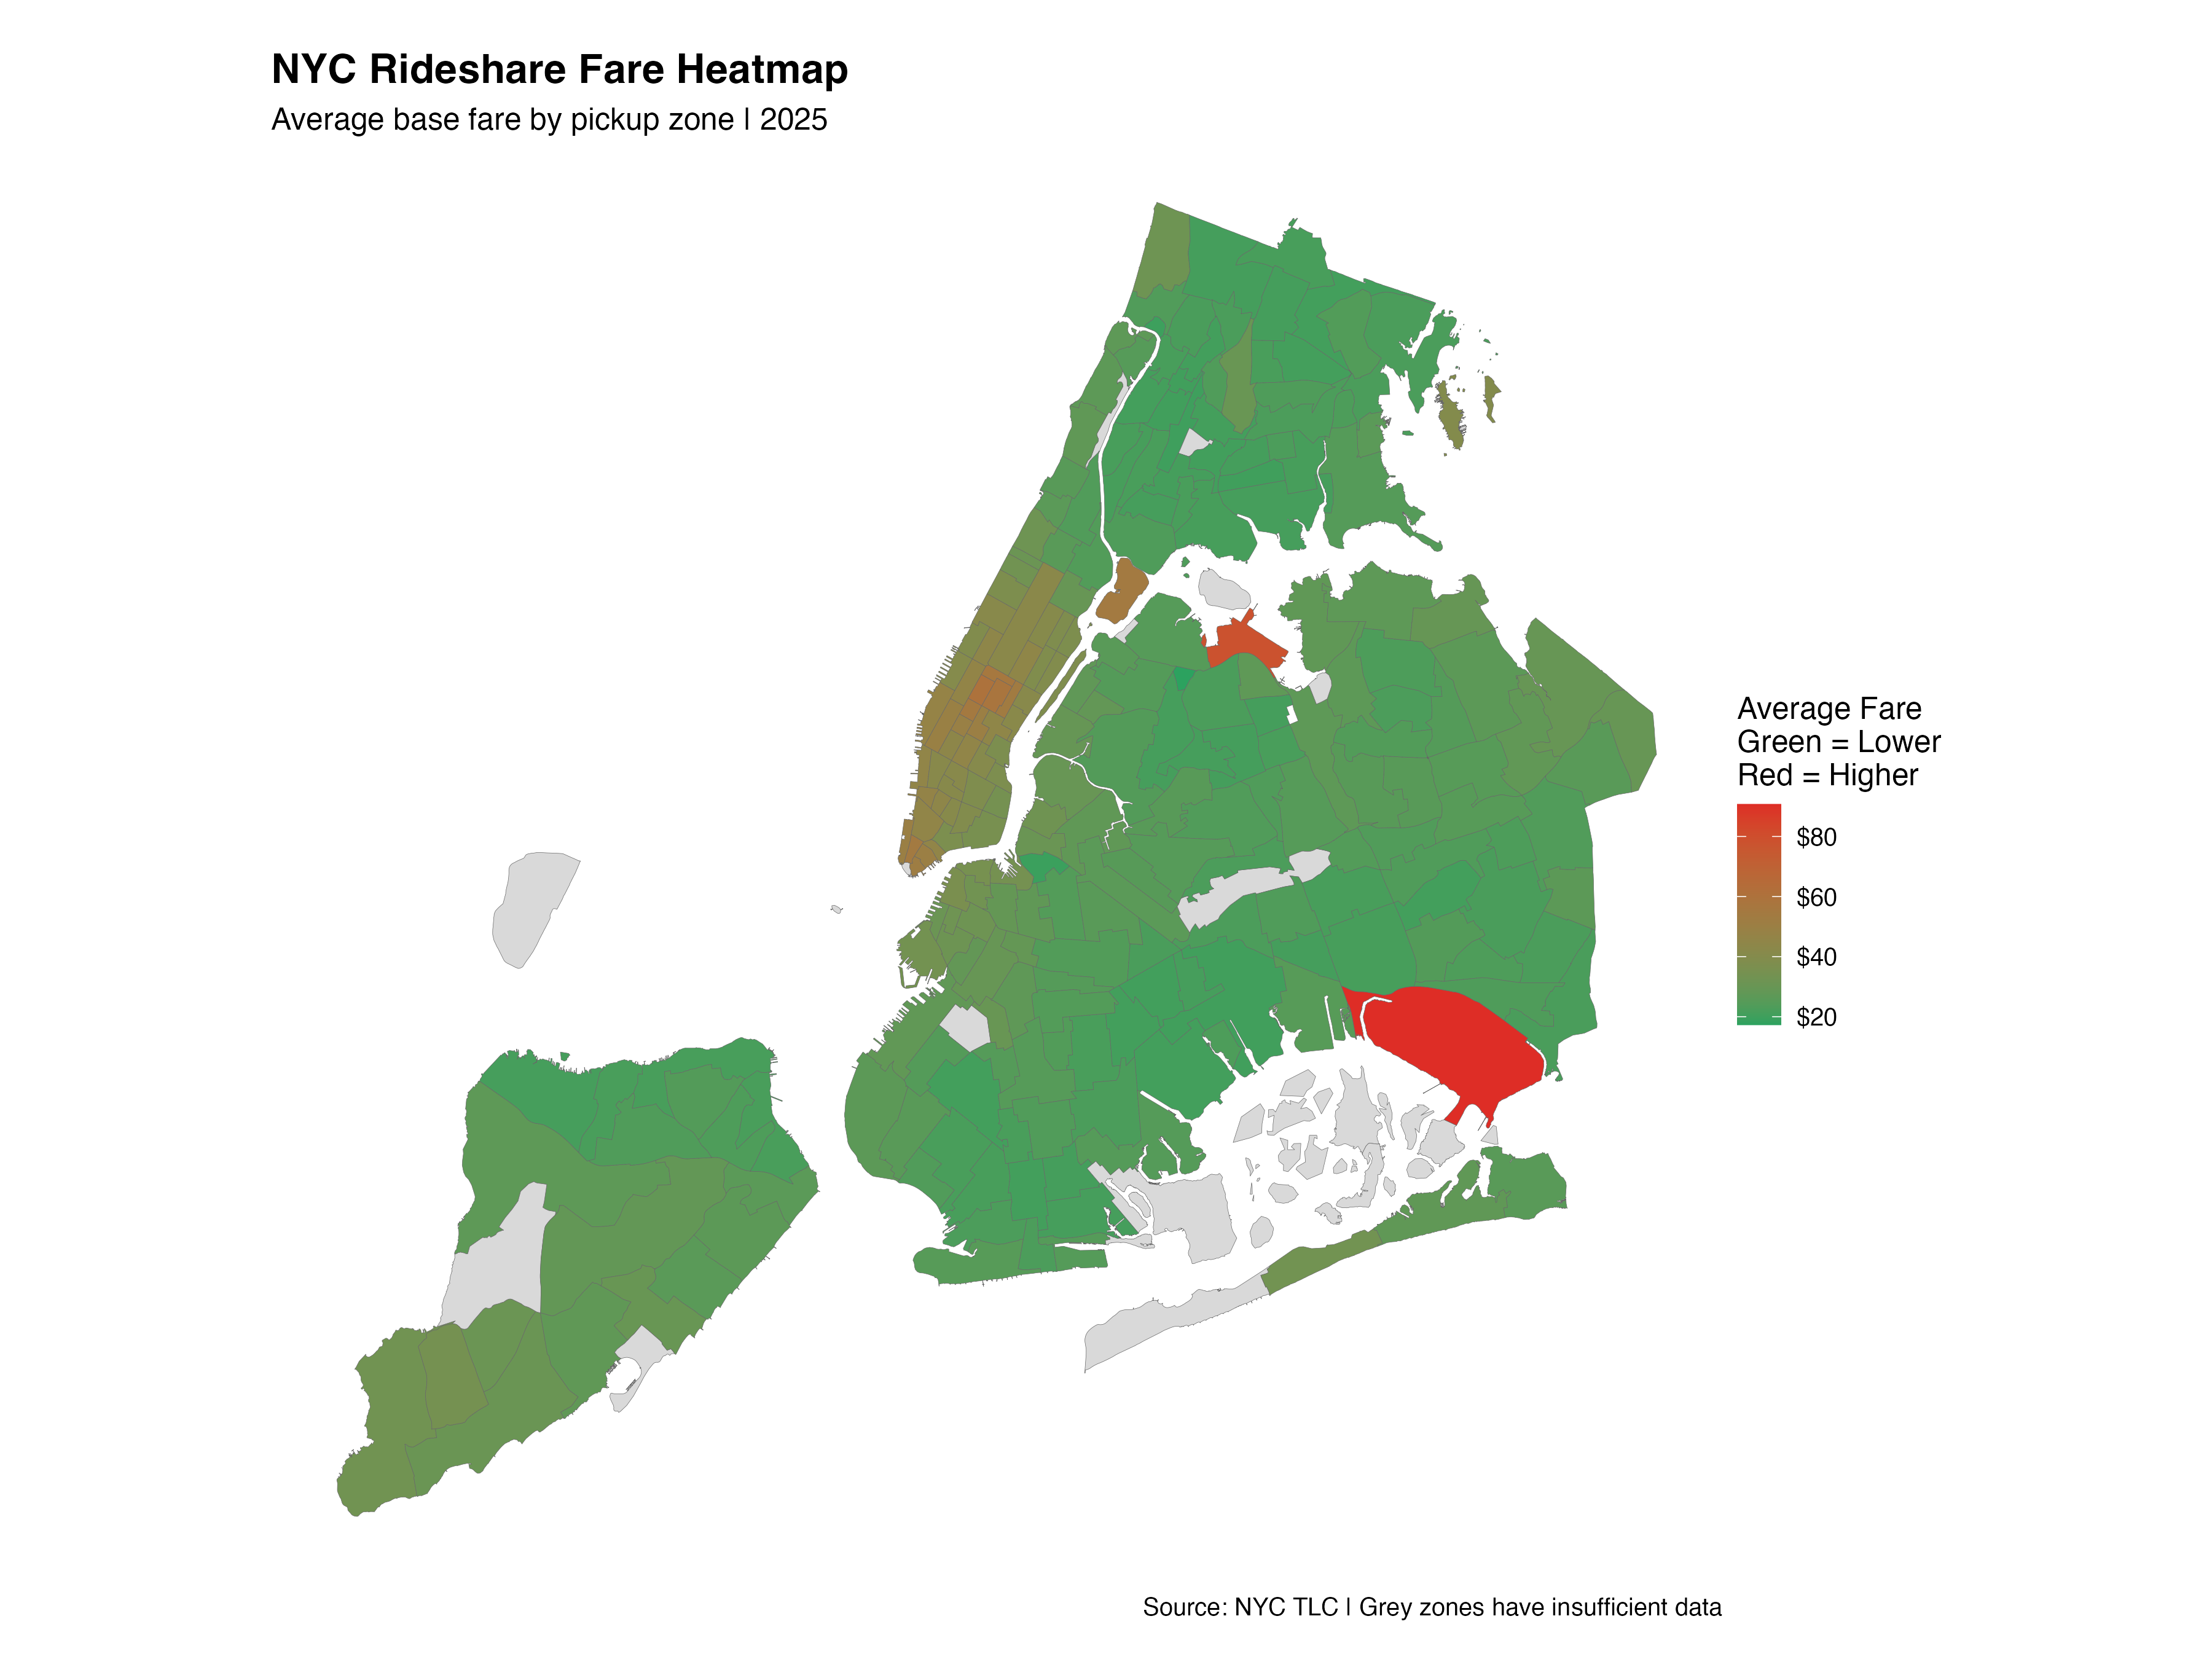 NYC Rideshare Fare Heatmap
Average base fare by pickup zone | 2025
Average Fare
Green = Lower
Red = Higher
$80
$60
$40
$20
Source: NYC TLC | Grey zones have insufficient data